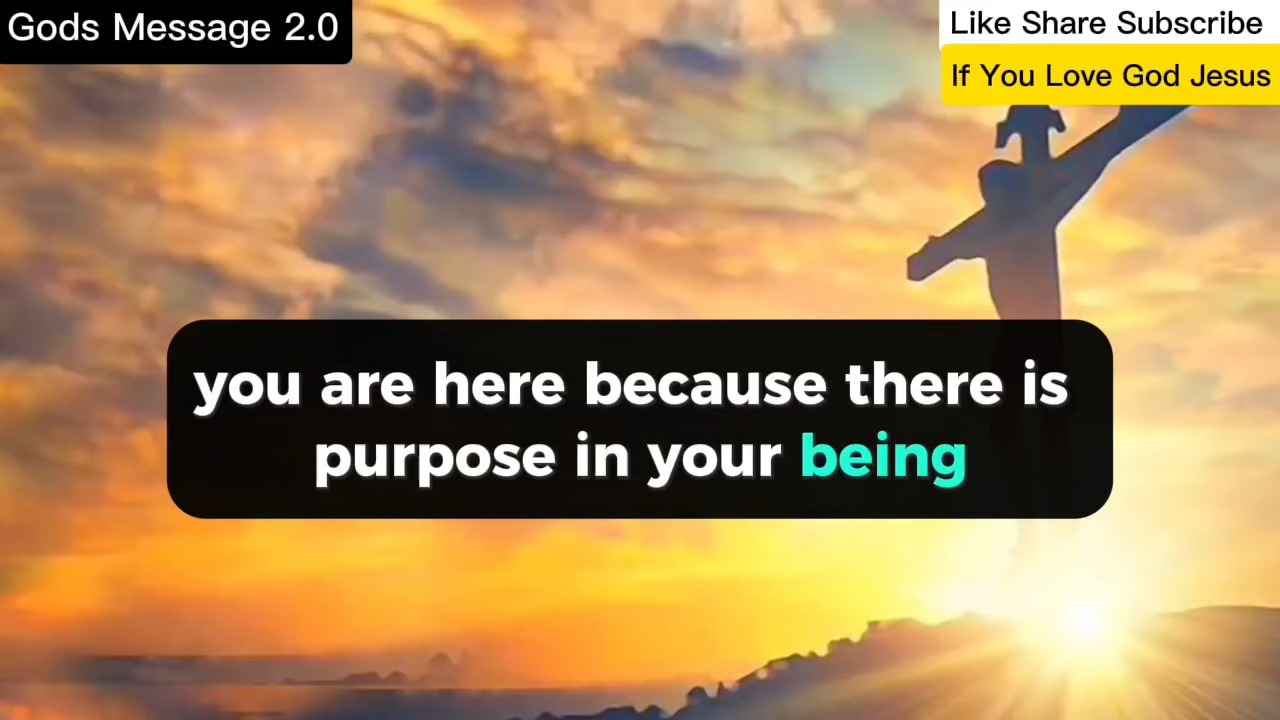 Gods Message 2.0
Like Share Subscribe
If You Love God Jesus
you are here because there is
purpose in your being